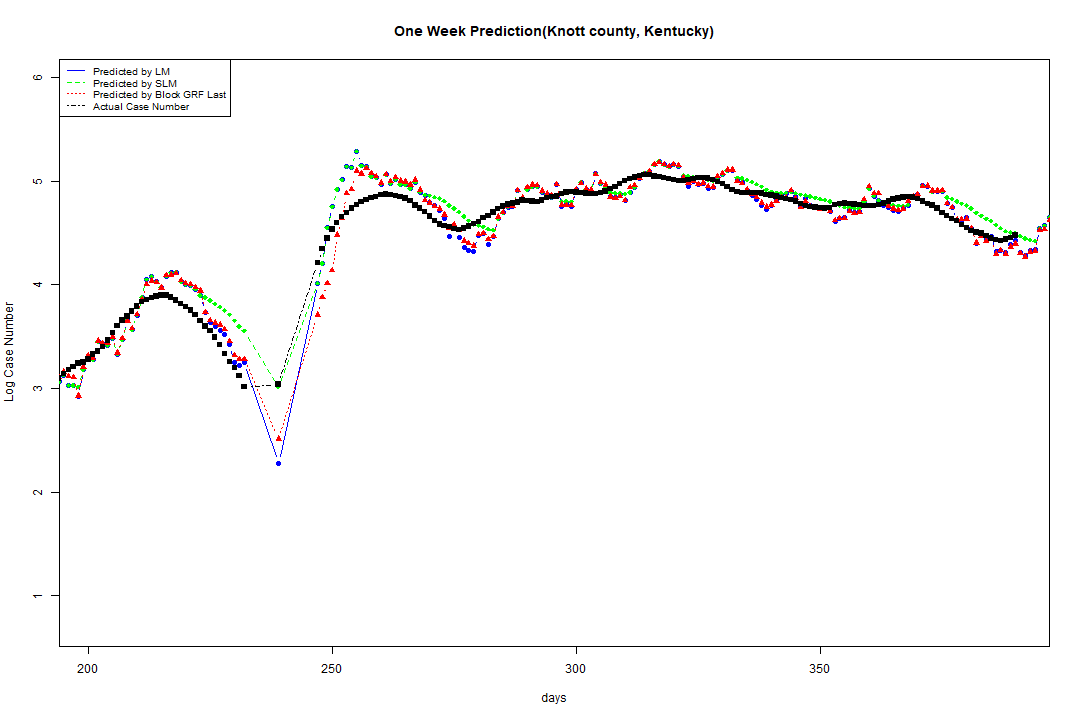 One Week Prediction(Knott county, Kentucky)
Predicted by LM
Predicted by SLM
Predicted by Block GRF Last
Actual Case Number
6
5
4
3
2
1
Log Case Number
200 250 300 350
days